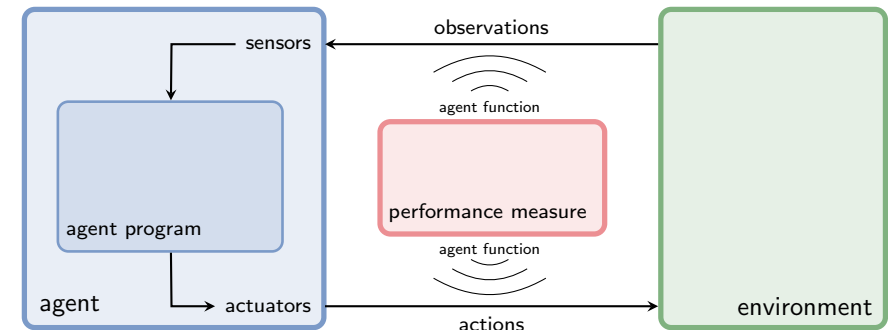 observations
sensors
agent function
performance measure
agent program
agent function
agent
actuators
environment
actions